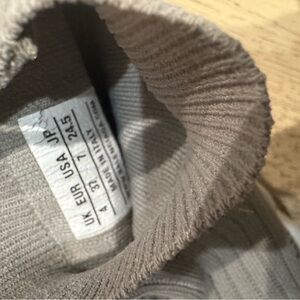 UK EUR USA JP
4 37 7 24.5
MADE IN ITALY